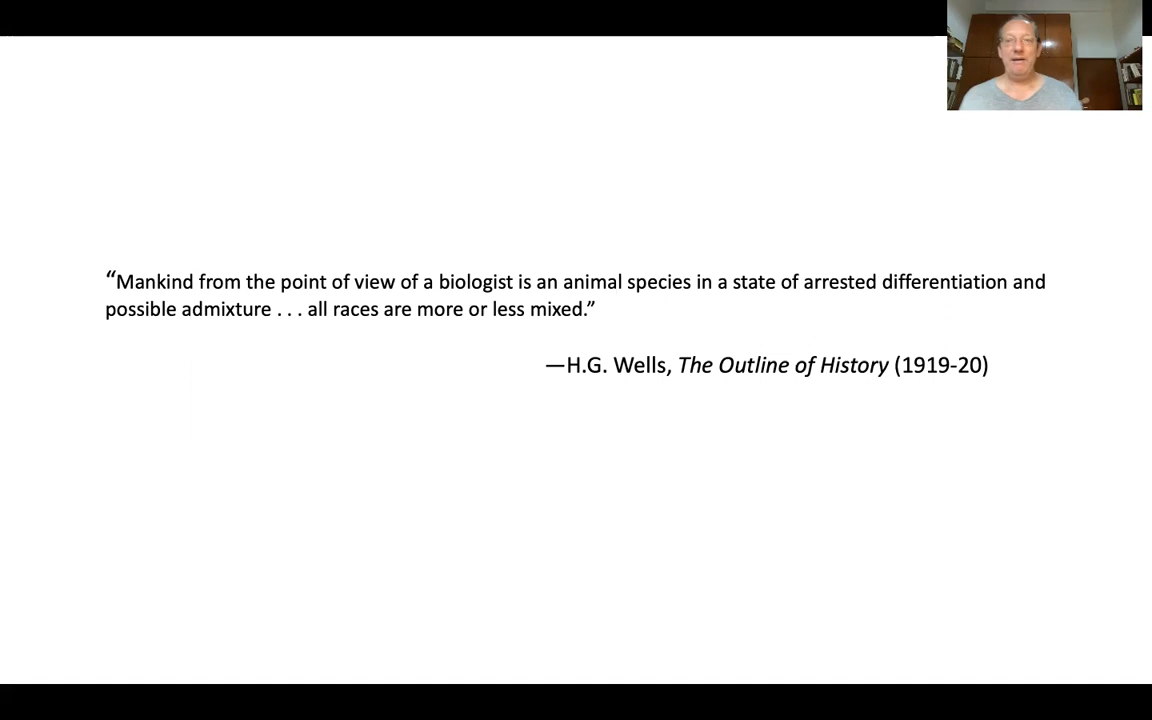 “Mankind from the point of view of a biologist is an animal species in a state of arrested differentiation and
possible admixture . . . all races are more or less mixed.”
—H.G. Wells, The Outline of History (1919-20)